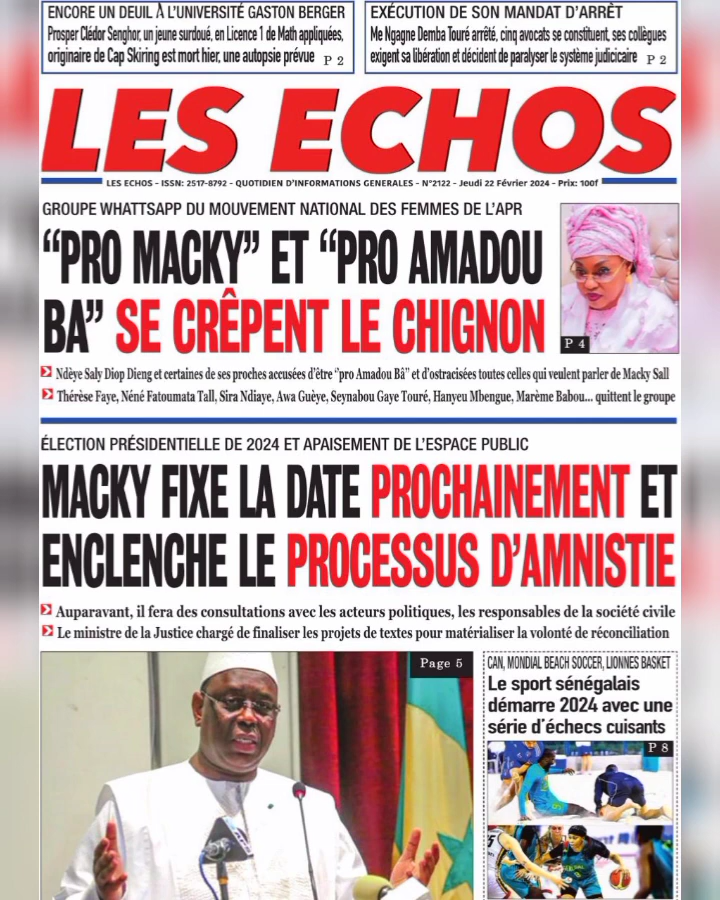 ENCORE UN DEUIL À L'UNIVERSITÉ GASTON BERGER
Prosper Clédor Senghor, un jeune surdoué, en Licence 1 de Math appliquées,
originaire de Cap Skiring est mort hier, une autopsie prévue P 2
EXÉCUTION DE SON MANDAT D'ARRÊT
Me Ngagne Demba Touré arrêté, cinq avocats se constituent, ses collègues
exigent sa libération et décident de paralyser le système judicicaire P 2
LES ECHOS
LES ECHOS - ISSN: 2517-8792 - QUOTIDIEN D'INFORMATIONS GENERALES - N°2122 - Jeudi 22 Février 2024 - Prix: 100f
GROUPE WHATTSAPP DU MOUVEMENT NATIONAL DES FEMMES DE L'APR
"PRO MACKY" ET "PRO AMADOU
BA" SE CRÊPENT LE CHIGNON
P 4
Ndèye Saly Diop Dieng et certaines de ses proches accusées d'être "pro Amadou Bâ" et d'ostracisées toutes celles qui veulent parler de Macky Sall
Thérèse Faye, Néné Fatoumata Tall, Sira Ndiaye, Awa Guèye, Seynabou Gaye Touré, Hanyeu Mbengue, Marème Babou... quittent le groupe
ÉLECTION PRÉSIDENTIELLE DE 2024 ET APAISEMENT DE L'ESPACE PUBLIC
MACKY FIXE LA DATE PROCHAINEMENT ET
ENCLENCHE LE PROCESSUS D'AMNISTIE
Auparavant, il fera des consultations avec les acteurs politiques, les responsables de la société civile
Le ministre de la Justice chargé de finaliser les projets de textes pour matérialiser la volonté de réconciliation
Page 5
CAN, MONDIAL BEACH SOCCER, LIONNES BASKET
Le sport sénégalais
démarre 2024 avec une
série d'échecs cuisants
P 8